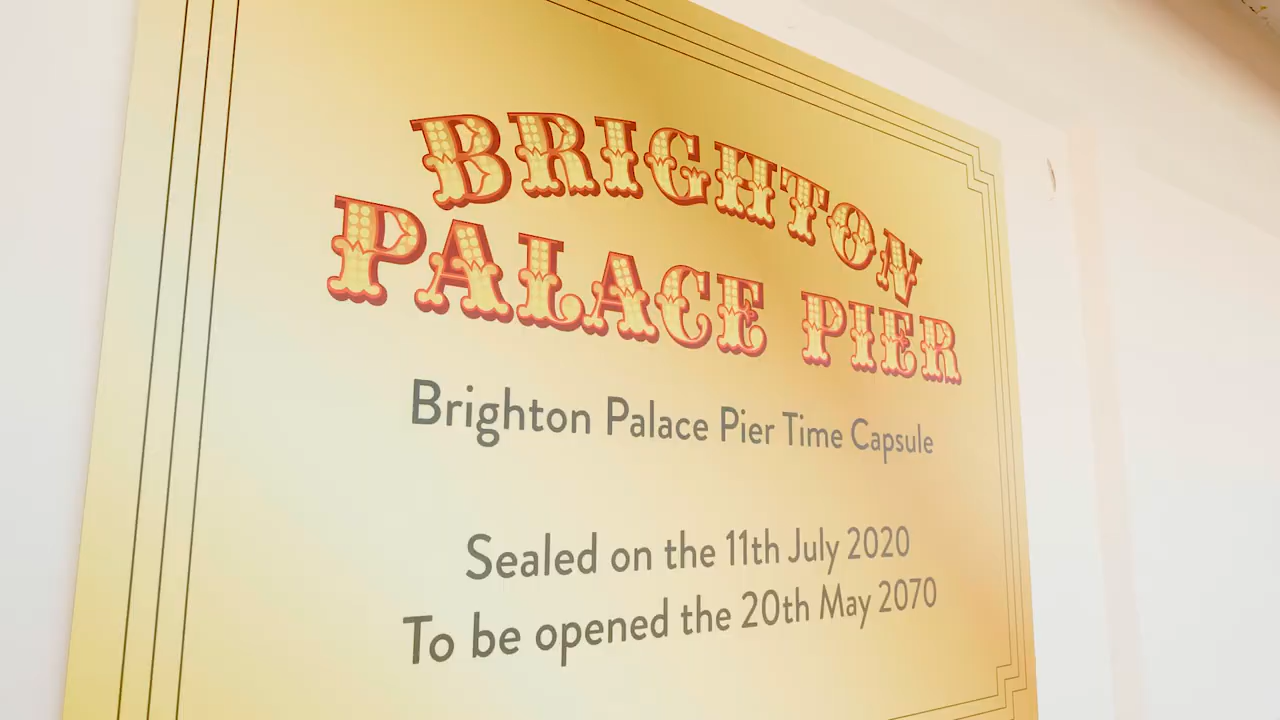 BRIGHTON
PALACE PIER
Brighton Palace Pier Time Capsule
Sealed on the 11th July 2020
To be opened the 20th May 2070